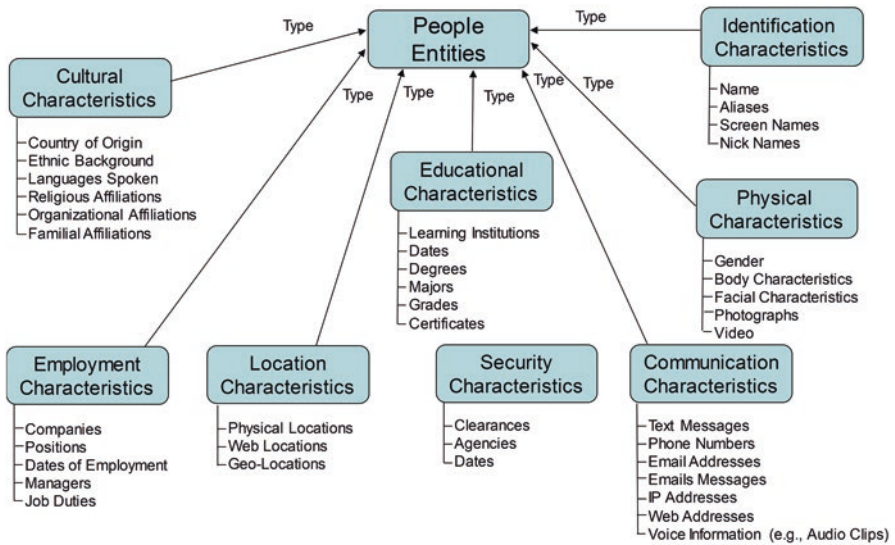 People
Entities
Type
Type
Type
Type
Type
Type
Type
Identification
Characteristics
Name
Aliases
Screen Names
Nick Names
Cultural
Characteristics
Country of Origin
Ethnic Background
Languages Spoken
Religious Affiliations
Organizational Affiliations
Familial Affiliations
Educational
Characteristics
Learning Institutions
Dates
Degrees
Majors
Grades
Certificates
Physical
Characteristics
Gender
Body Characteristics
Facial Characteristics
Photographs
Video
Employment
Characteristics
Companies
Positions
Dates of Employment
Managers
Job Duties
Location
Characteristics
Physical Locations
Web Locations
Geo-Locations
Security
Characteristics
Clearances
Agencies
Dates
Communication
Characteristics
Text Messages
Phone Numbers
Email Addresses
Emails Messages
IP Addresses
Web Addresses
Voice Information (e.g., Audio Clips)